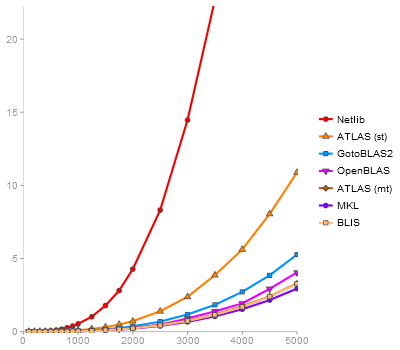 20
15
10
5
0
0 1000 2000 3000 4000 5000
Netlib
ATLAS (st)
GotoBLAS2
OpenBLAS
ATLAS (mt)
MKL
BLIS